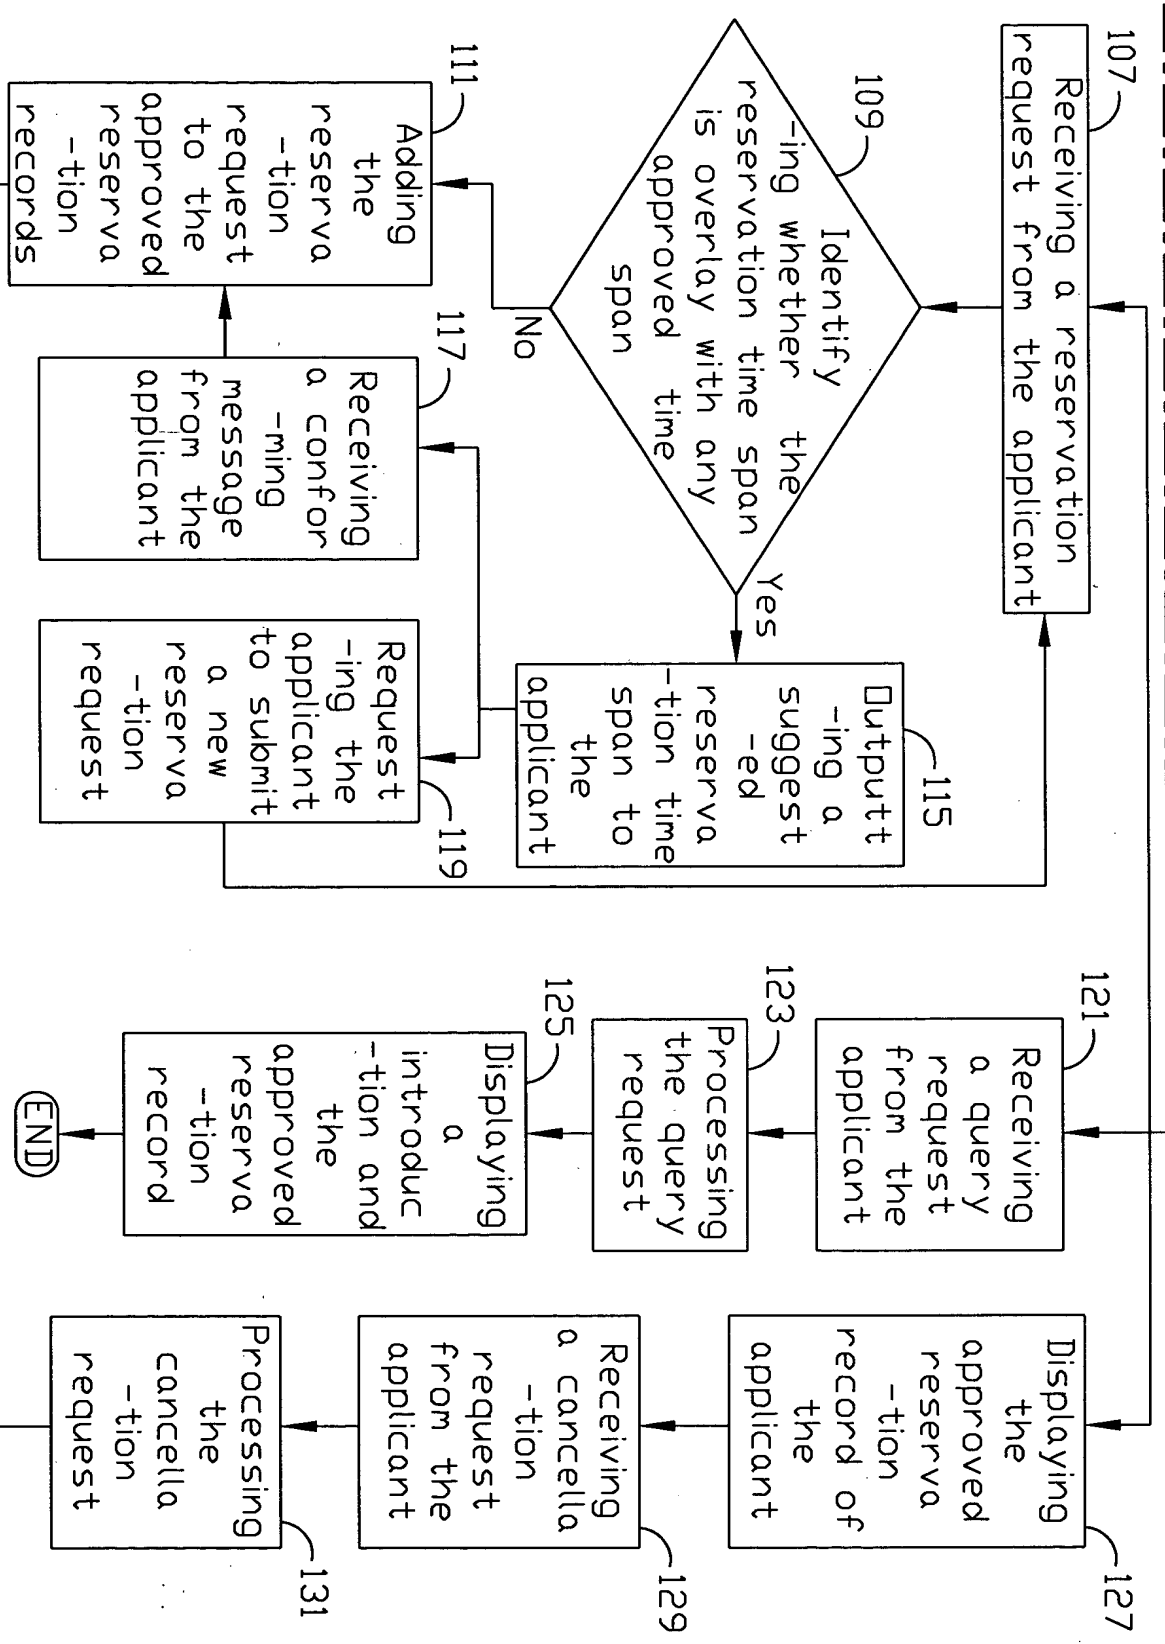 107
Receiving a reservation
request from the applicant
109
Identify
-ing whether the
reservation time span
is overlay with any
approved time
span
No
Yes
111
Adding
the
reserva
-tion
request
to the
approved
reserva
-tion
records
115
Outputt
-ing a
suggest
-ed
reserva
-tion time
span to
the
applicant
117
Receiving
a confor
-ming
message
from the
applicant
119
Request
-ing the
applicant
to submit
a new
reserva
-tion
request
121
Receiving
a query
request
from the
applicant
123
Processing
the query
request
125
Displaying
a
introduc
-tion and
the
approved
reserva
-tion
record
END
127
Displaying
the
approved
reserva
-tion
record of
the
applicant
129
Receiving
a cancella
-tion
request
from the
applicant
131
Processing
the
cancella
-tion
request